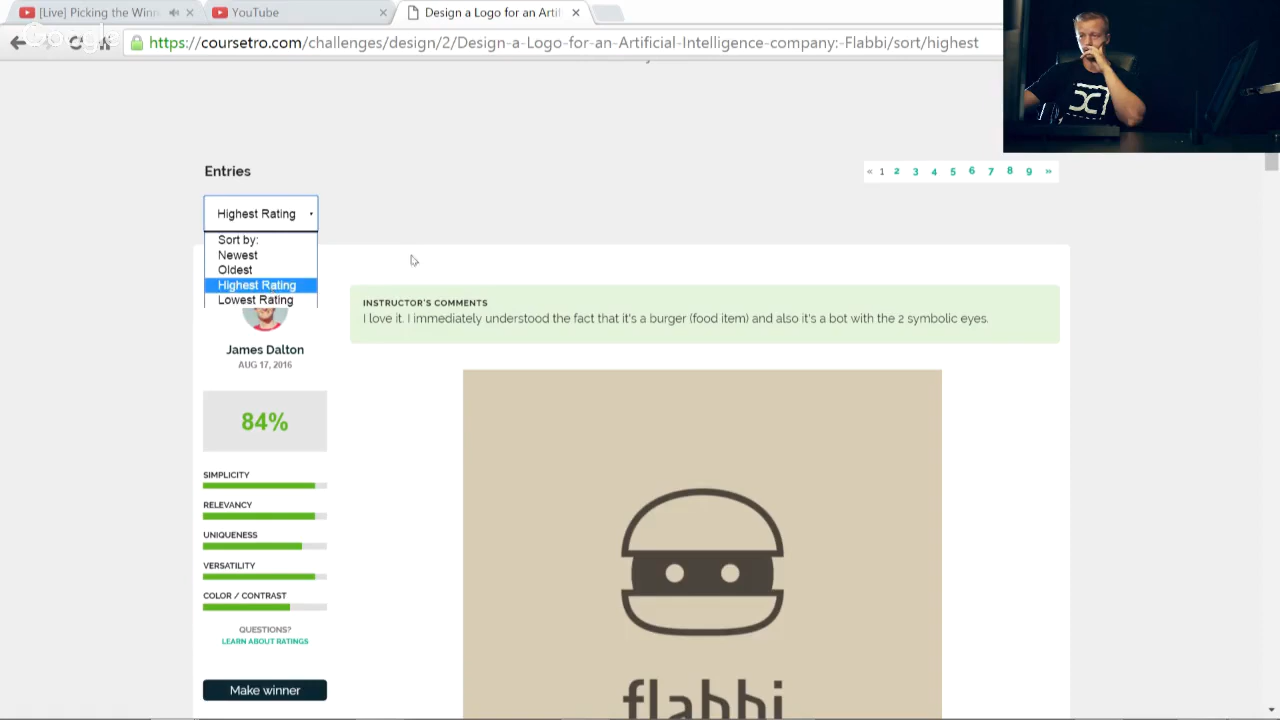 [Live] Picking the Winn
YouTube
Design a Logo for an Artif
https://coursetro.com/challenges/design/2/Design-a-Logo-for-an-Artificial-Intelligence-company:-Flabbi/sort/highest
Entries
« 1 2 3 4 5 6 7 8 9 »
Highest Rating
Sort by:
Newest
Oldest
Highest Rating
Lowest Rating
INSTRUCTOR'S COMMENTS
I love it. I immediately understood the fact that it's a burger (food item) and also it's a bot with the 2 symbolic eyes.
James Dalton
AUG 17, 2016
84%
SIMPLICITY
RELEVANCY
UNIQUENESS
VERSATILITY
COLOR / CONTRAST
QUESTIONS?
LEARN ABOUT RATINGS
Make winner
flabbi